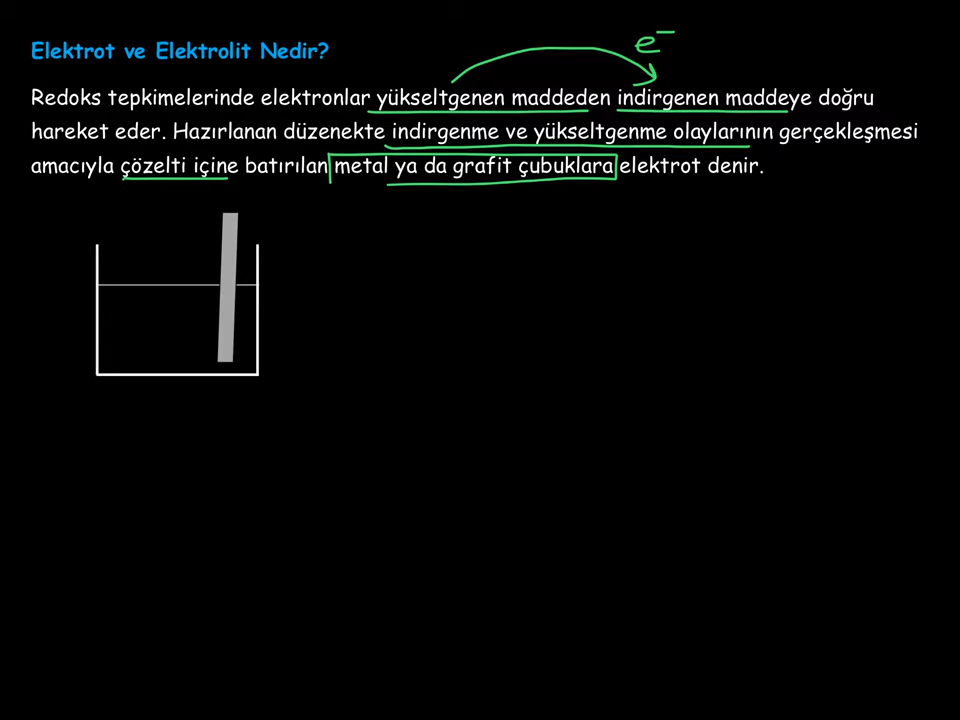 Elektrot ve Elektrolit Nedir?
e⁻
Redoks tepkimelerinde elektronlar yükseltgenen maddeden indirgenen maddeye doğru
hareket eder. Hazırlanan düzenekte indirgenme ve yükseltgenme olaylarının gerçekleşmesi
amacıyla çözelti içine batırılan metal ya da grafit çubuklara elektrot denir.